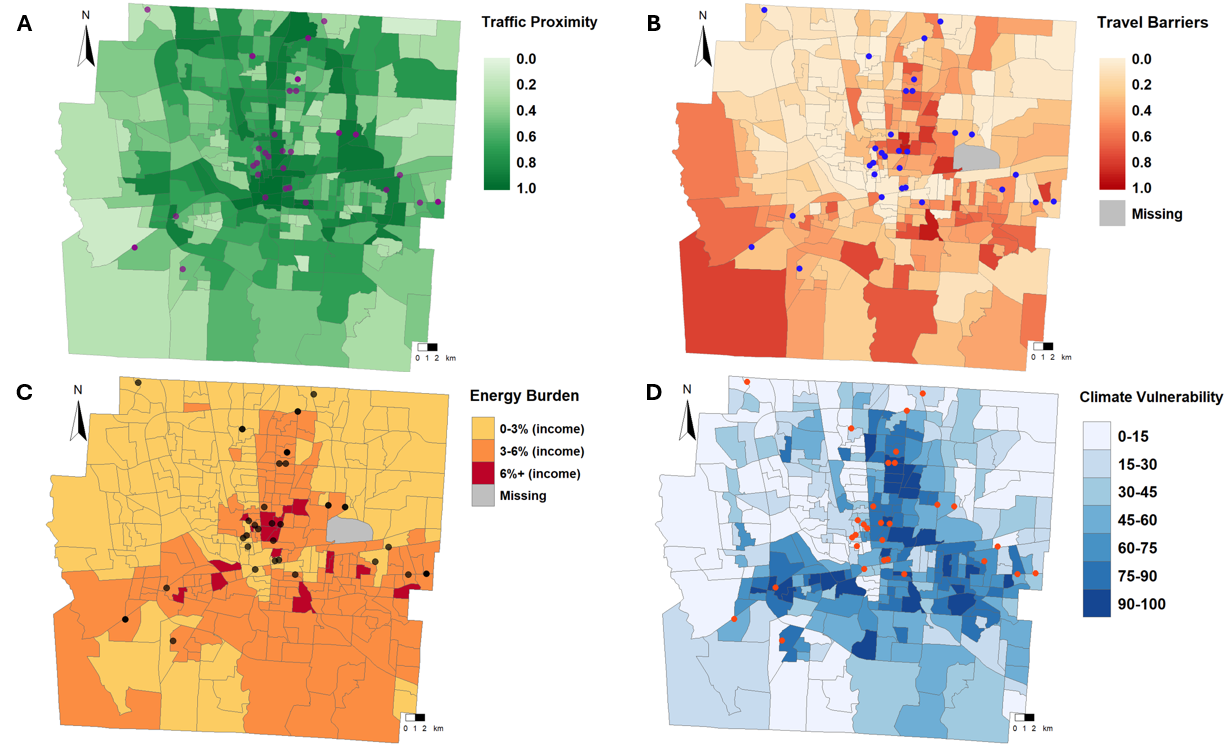 A
N
Traffic Proximity
0.0
0.2
0.4
0.6
0.8
1.0
0 1 2 km
B
N
Travel Barriers
0.0
0.2
0.4
0.6
0.8
1.0
Missing
0 1 2 km
C
N
Energy Burden
0-3% (income)
3-6% (income)
6%+ (income)
Missing
0 1 2 km
D
N
Climate Vulnerability
0-15
15-30
30-45
45-60
60-75
75-90
90-100
0 1 2 km